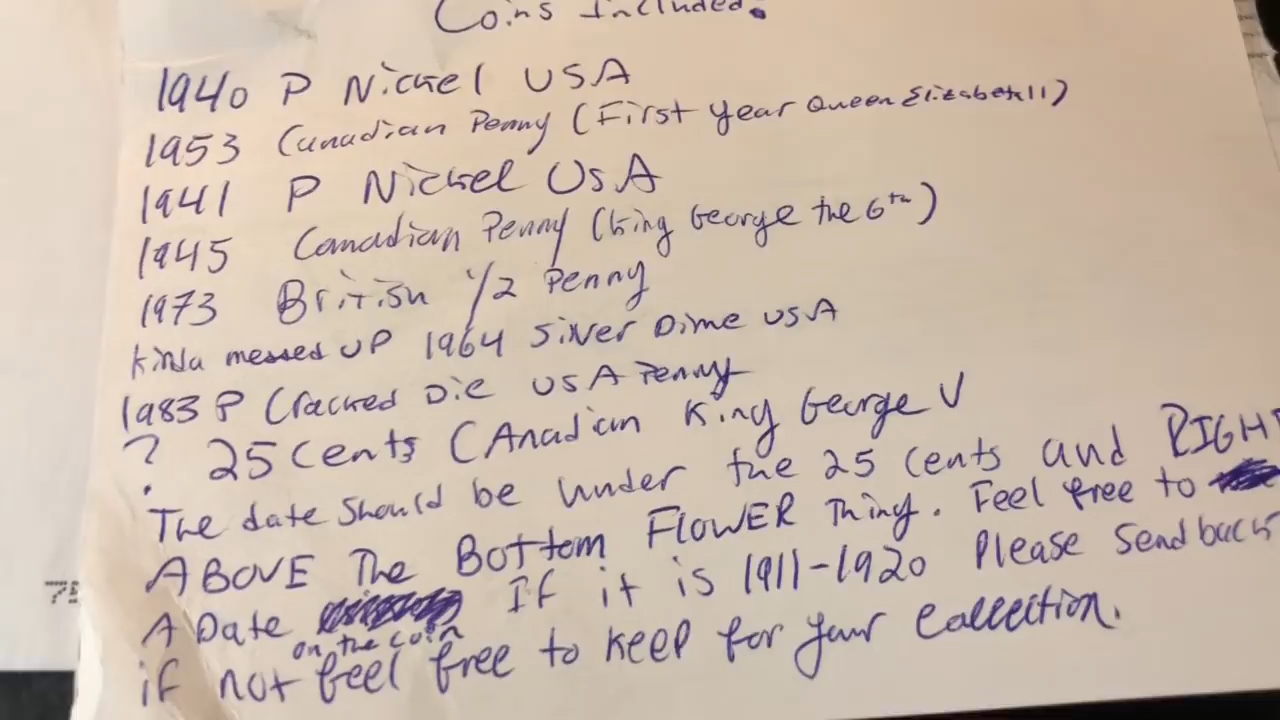 Coins Included.
1940 P Nickel USA
1953 Canadian Penny (First Year Queen Elizabeth II)
1941 P Nickel USA
1945 Canadian Penny (King George the 6th)
1973 British 1/2 Penny
Kinda messed UP 1964 Silver Dime USA
1983 P Cracked Die USA Penny
? 25 Cents Canadian King George V
The date should be under the 25 cents and RIGHT
ABOVE The Bottom FLOWER Thing. Feel free to
A Date on the coin If it is 1911-1920 Please send back
if not feel free to keep for your collection.
75